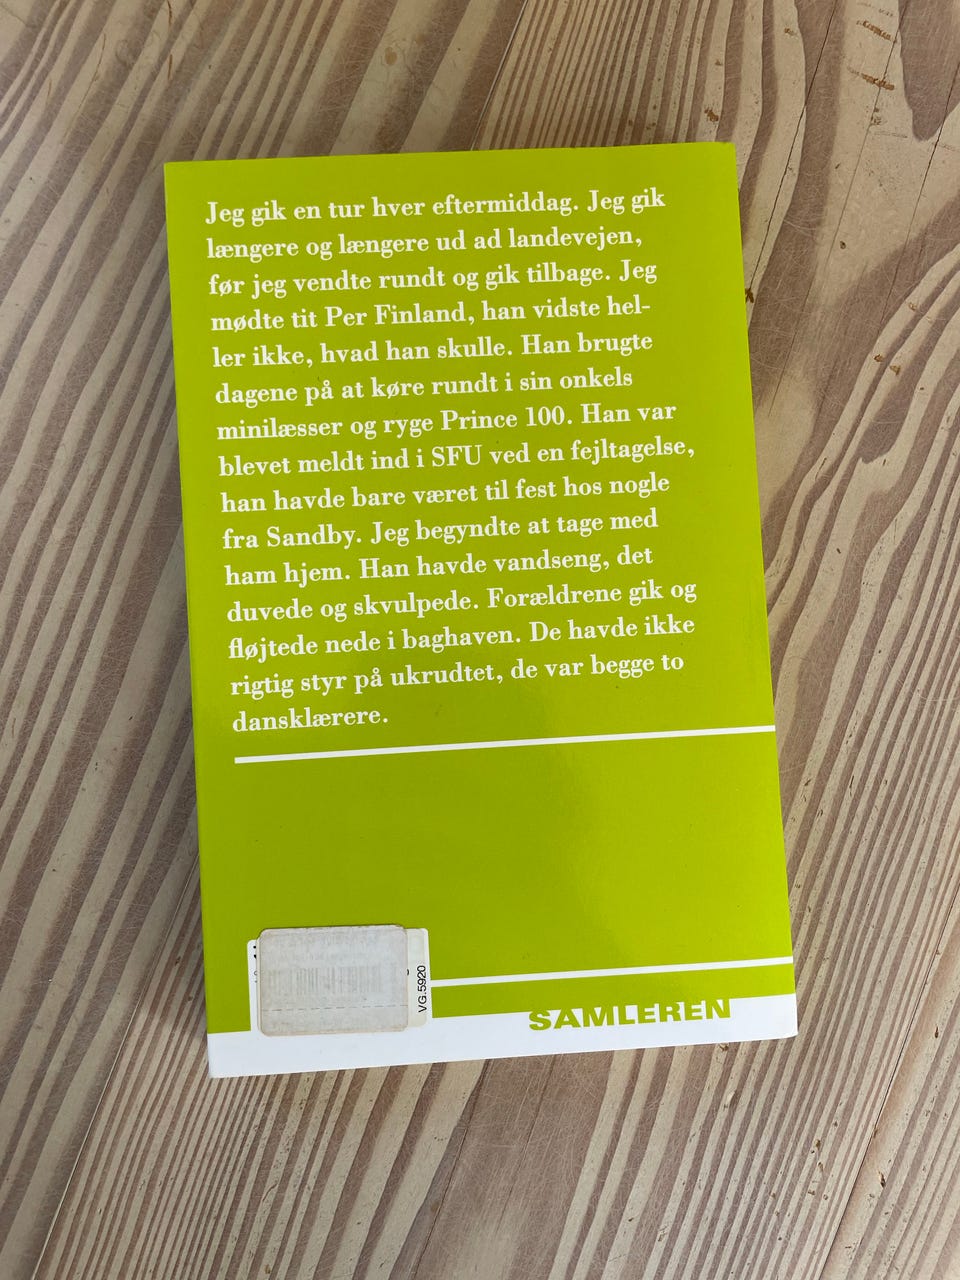 Jeg gik en tur hver eftermiddag. Jeg gik
længere og længere ud ad landevejen,
før jeg vendte rundt og gik tilbage. Jeg
mødte tit Per Finland, han vidste hel-
ler ikke, hvad han skulle. Han brugte
dagene på at køre rundt i sin onkels
minilæsser og ryge Prince 100. Han var
blevet meldt ind i SFU ved en fejltagelse,
han havde bare været til fest hos nogle
fra Sandby. Jeg begyndte at tage med
ham hjem. Han havde vandseng, det
duvede og skvulpede. Forældrene gik og
fløjtede nede i baghaven. De havde ikke
rigtig styr på ukrudtet, de var begge to
dansklærere.
VG.5920
SAMLEREN